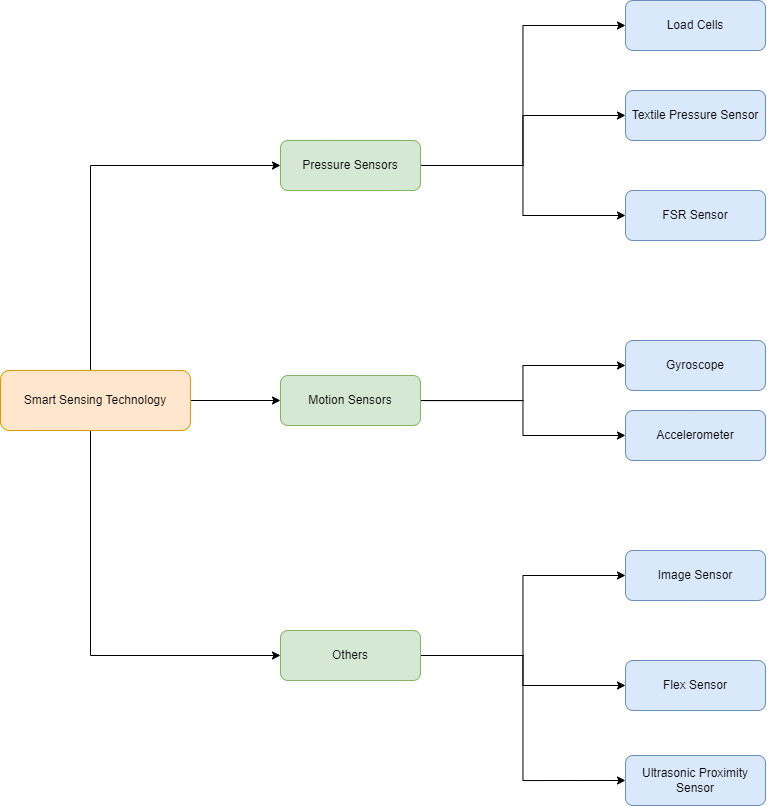 Load Cells
Textile Pressure Sensor
Pressure Sensors
FSR Sensor
Gyroscope
Smart Sensing Technology
Motion Sensors
Accelerometer
Image Sensor
Others
Flex Sensor
Ultrasonic Proximity
Sensor